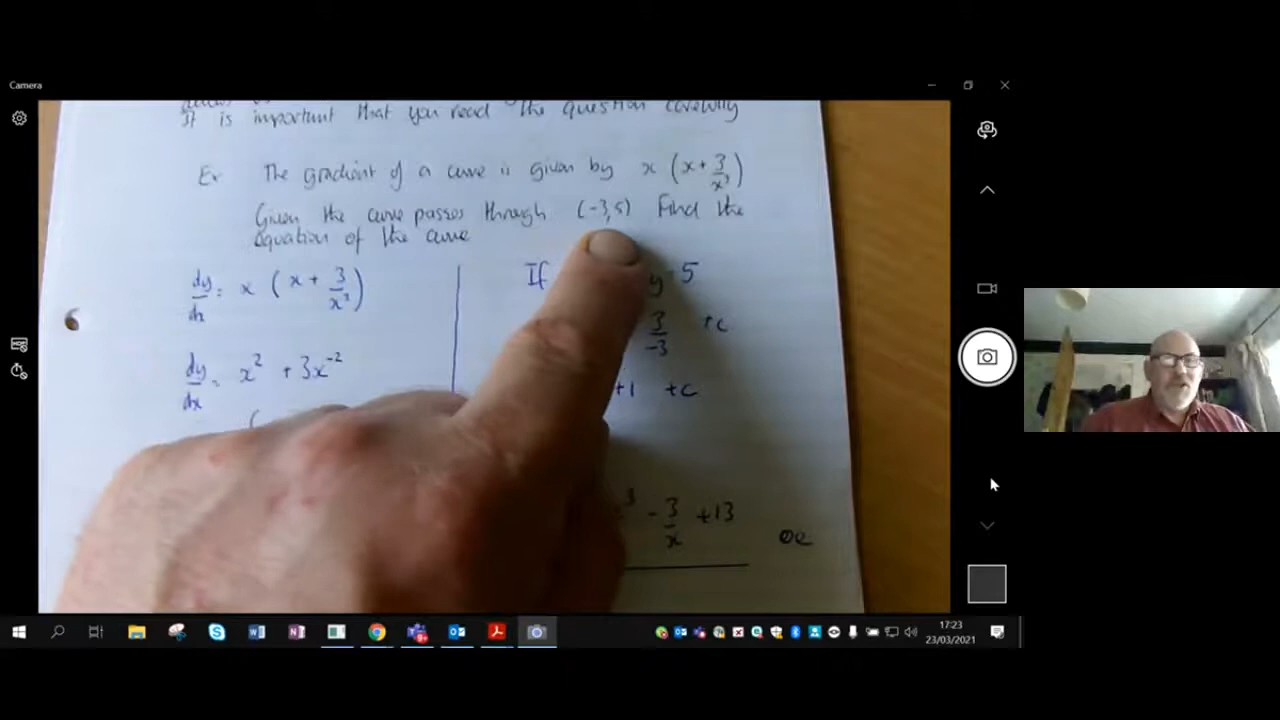 Camera
It is important that you read the question carefully
Ex The gradient of a curve is given by x (x + 3/x³)
Given the curve passes through (-3,5) Find the
equation of the curve
dy/dx = x (x + 3/x³)
dy/dx = x² + 3x⁻²
If y = 5
3/-3 + c
+1 + c
³ - 3/x + 13
oe
17:23
23/03/2021